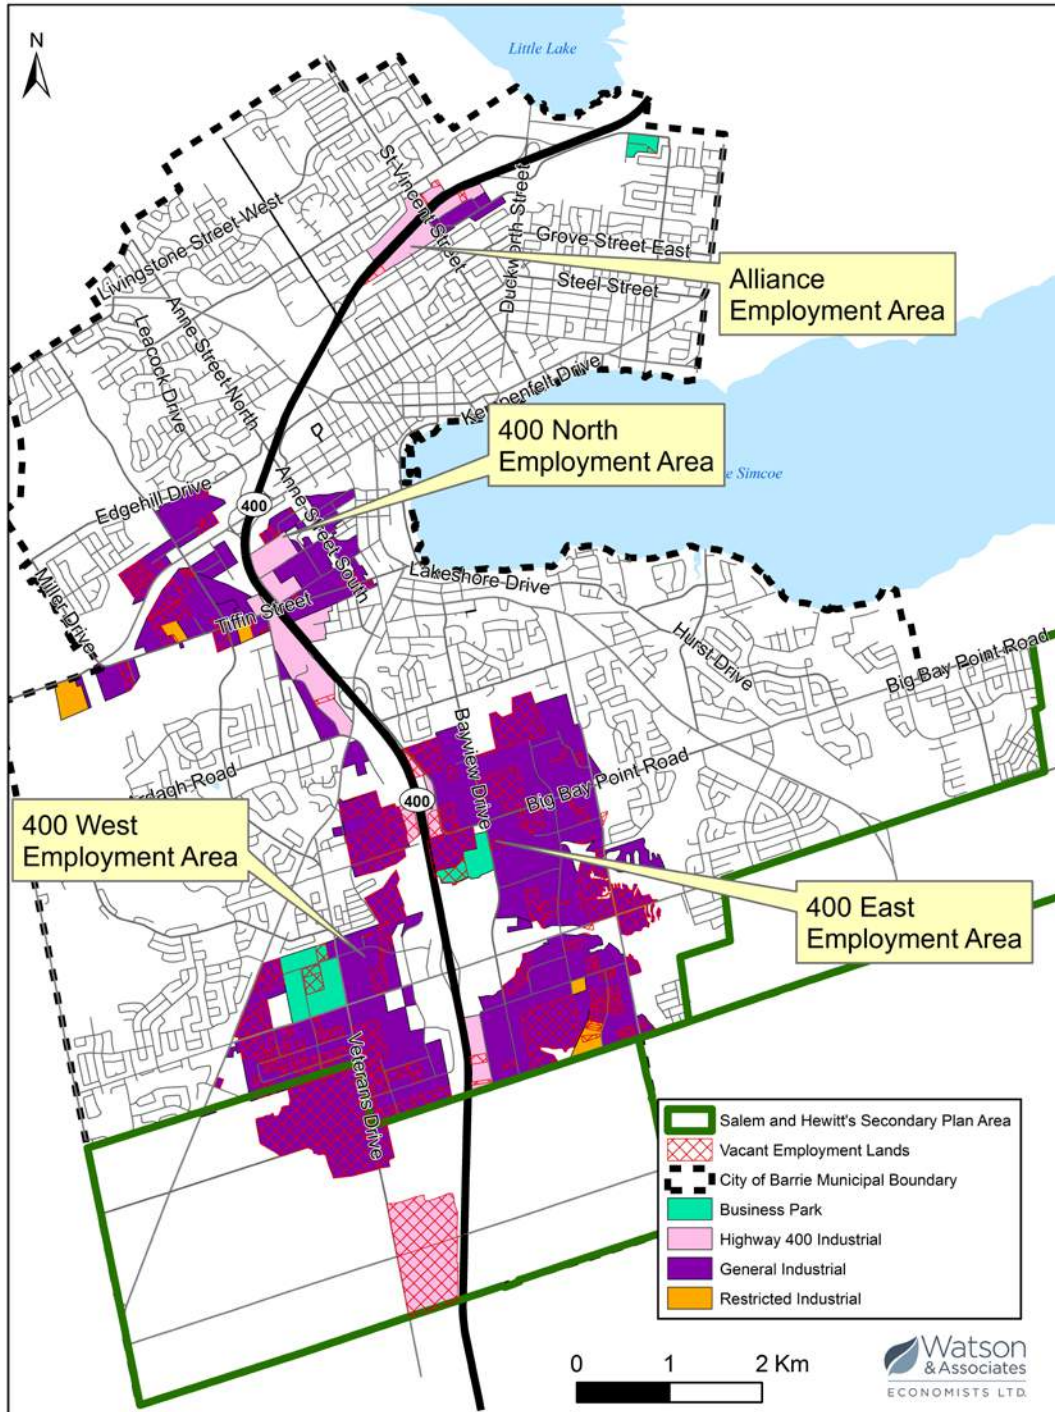 N
Little Lake
St Vincent Street
Livingstone Street West
Duckworth Street
Grove Street East
Steel Street
Alliance
Employment Area
Anne Street North
Leacock Drive
Kempenfelt Drive
400 North
Employment Area
Simcoe
Edgehill Drive
400
Anne Street South
Lakeshore Drive
Miller Drive
Tiffin Street
Hurst Drive
Big Bay Point Road
Bayview Drive
Ardagh Road
400
Big Bay Point Road
400 West
Employment Area
400 East
Employment Area
Veterans Drive
Salem and Hewitt's Secondary Plan Area
Vacant Employment Lands
City of Barrie Municipal Boundary
Business Park
Highway 400 Industrial
General Industrial
Restricted Industrial
0 1 2 Km
Watson
& Associates
ECONOMISTS LTD.